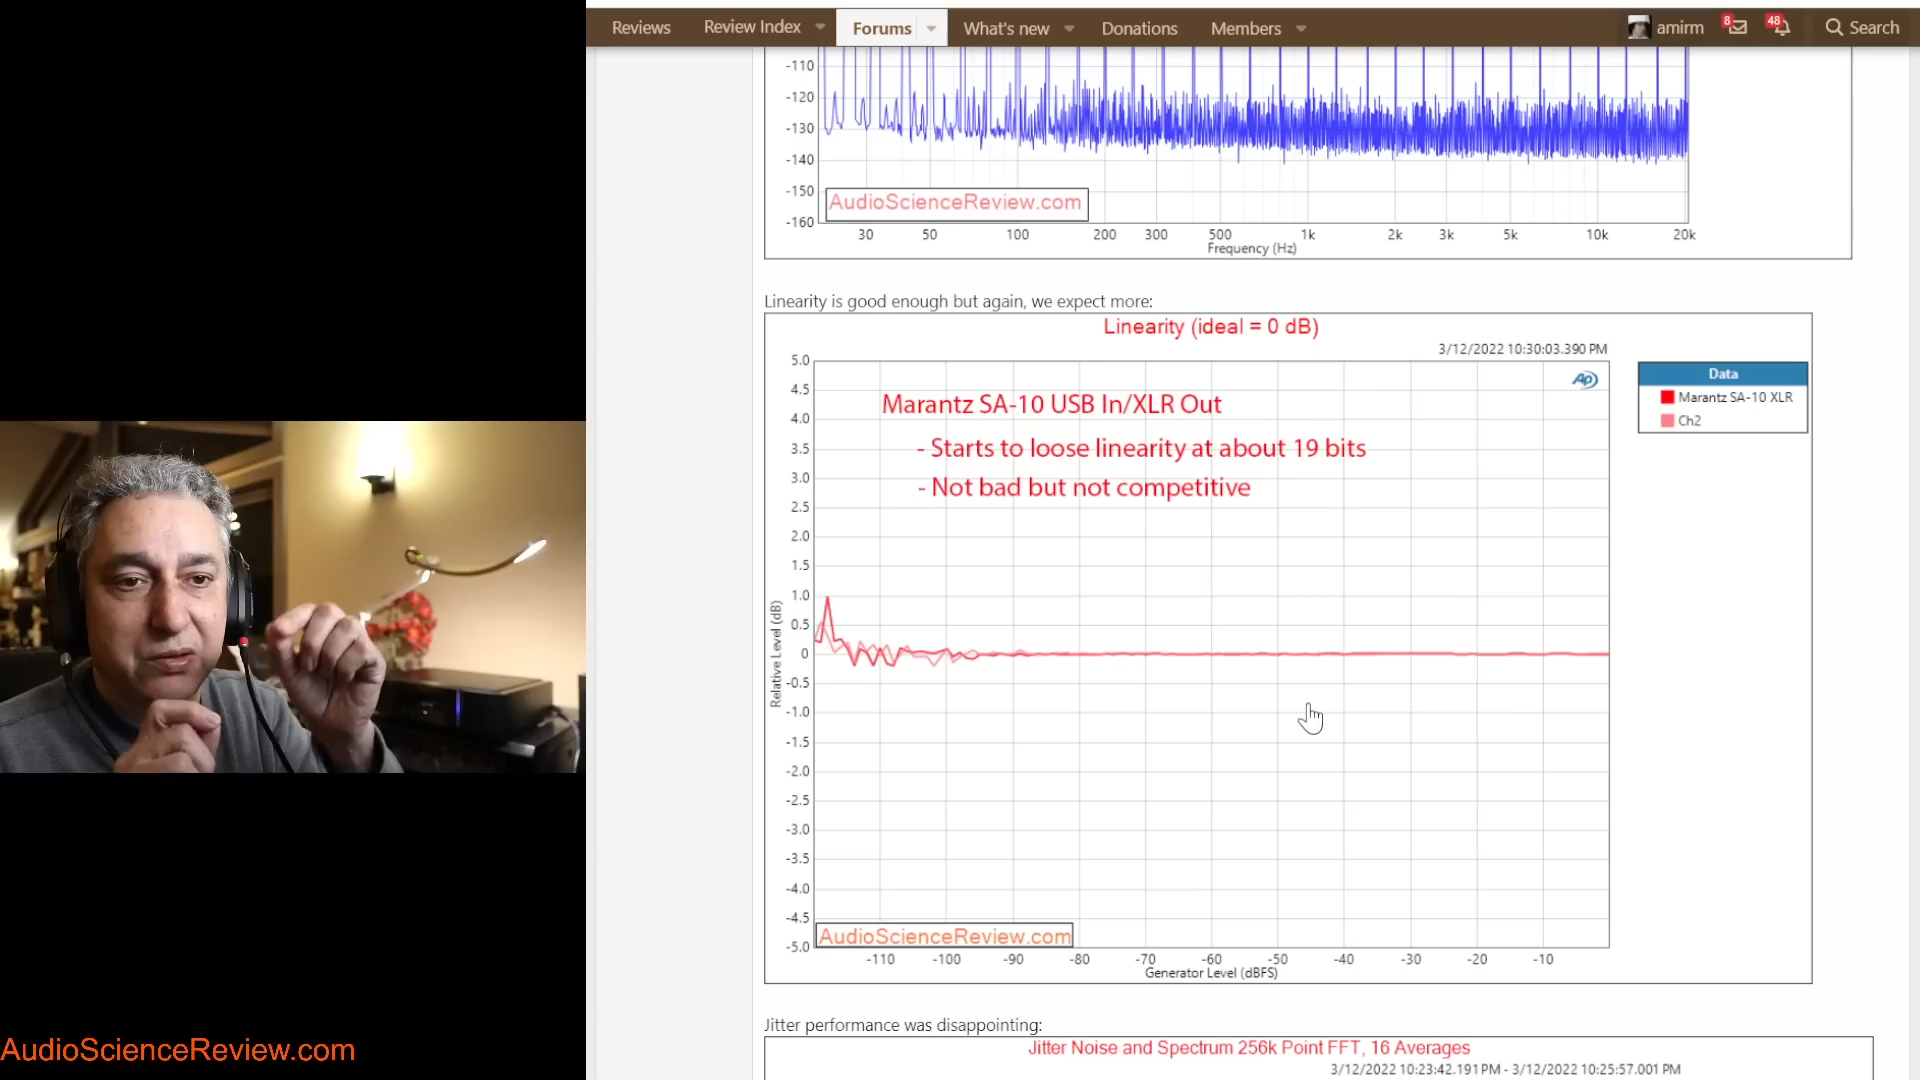 Reviews Review Index Forums What's new Donations Members amirm 8 48 Search
-110
-120
-130
-140
-150
-160
AudioScienceReview.com
30 50 100 200 300 500 1k 2k 3k 5k 10k 20k
Frequency (Hz)
Linearity is good enough but again, we expect more:
Linearity (ideal = 0 dB)
3/12/2022 10:30:03.390 PM
Data
Marantz SA-10 XLR
Ch2
AP
Marantz SA-10 USB In/XLR Out
- Starts to loose linearity at about 19 bits
- Not bad but not competitive
Relative Level (dB)
5.0
4.5
4.0
3.5
3.0
2.5
2.0
1.5
1.0
0.5
0
-0.5
-1.0
-1.5
-2.0
-2.5
-3.0
-3.5
-4.0
-4.5
-5.0
AudioScienceReview.com
-110 -100 -90 -80 -70 -60 -50 -40 -30 -20 -10
Generator Level (dBFS)
Jitter performance was disappointing:
Jitter Noise and Spectrum 256k Point FFT, 16 Averages
3/12/2022 10:23:42.191 PM - 3/12/2022 10:25:57.001 PM
AudioScienceReview.com